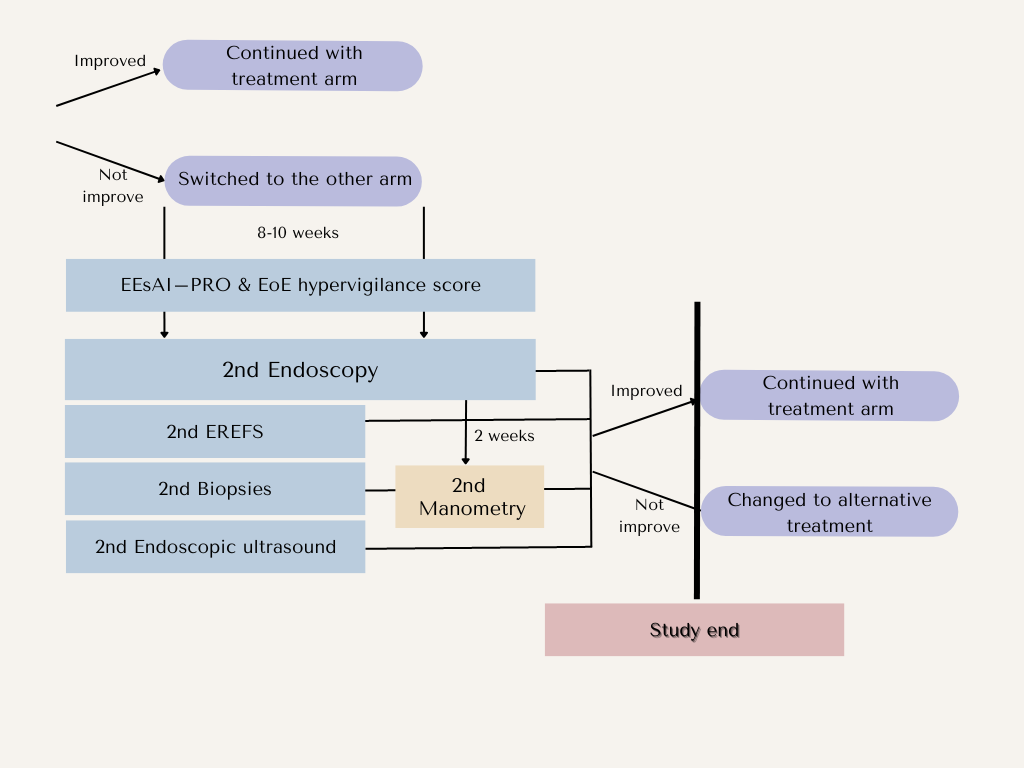 Improved
Continued with
treatment arm
Not
improve
Switched to the other arm
8-10 weeks
EEsAI–PRO & EoE hypervigilance score
2nd Endoscopy
2nd EREFS
2 weeks
2nd Biopsies
2nd
Manometry
2nd Endoscopic ultrasound
Improved
Continued with
treatment arm
Not
improve
Changed to alternative
treatment
Study end